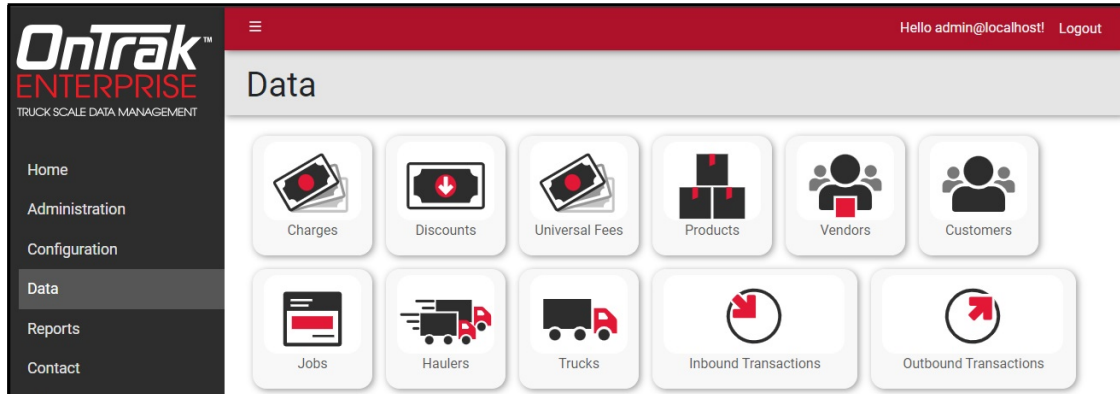 OnTrak™
ENTERPRISE
TRUCK SCALE DATA MANAGEMENT
Hello admin@localhost! Logout
Data
Home
Administration
Configuration
Data
Reports
Contact
Charges Discounts Universal Fees Products Vendors Customers
Jobs Haulers Trucks Inbound Transactions Outbound Transactions